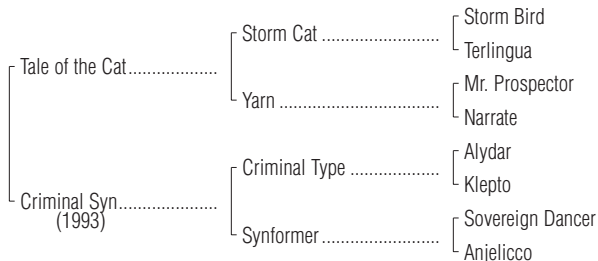 Storm Bird
Storm Cat ..........................
Terlingua
Tale of the Cat...................
Mr. Prospector
Yarn ...................................
Narrate
Alydar
Criminal Type ...................
Klepto
Criminal Syn.....................
(1993)
Sovereign Dancer
Synformer..........................
Anjelicco